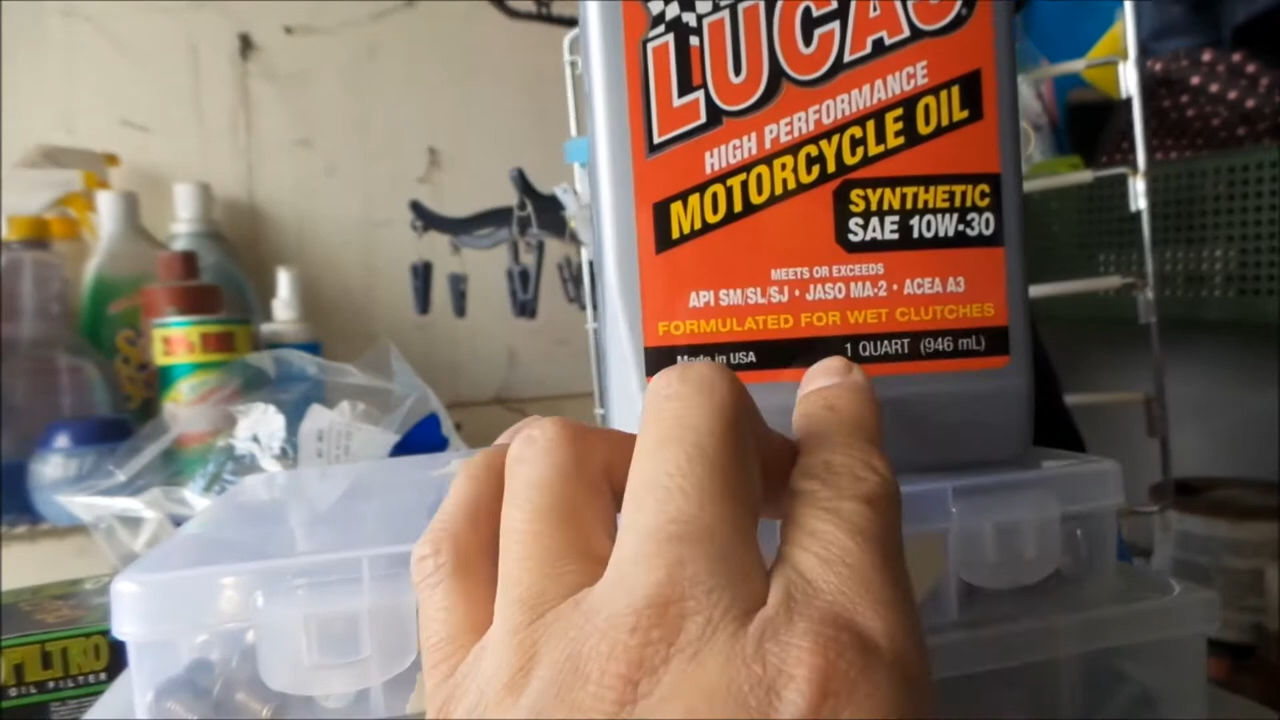 LUCAS
HIGH PERFORMANCE
MOTORCYCLE OIL
SYNTHETIC
SAE 10W-30
MEETS OR EXCEEDS
API SM/SL/SJ • JASO MA-2 • ACEA A3
FORMULATED FOR WET CLUTCHES
Made in USA
1 QUART (946 mL)
FILTRO
OIL FILTER